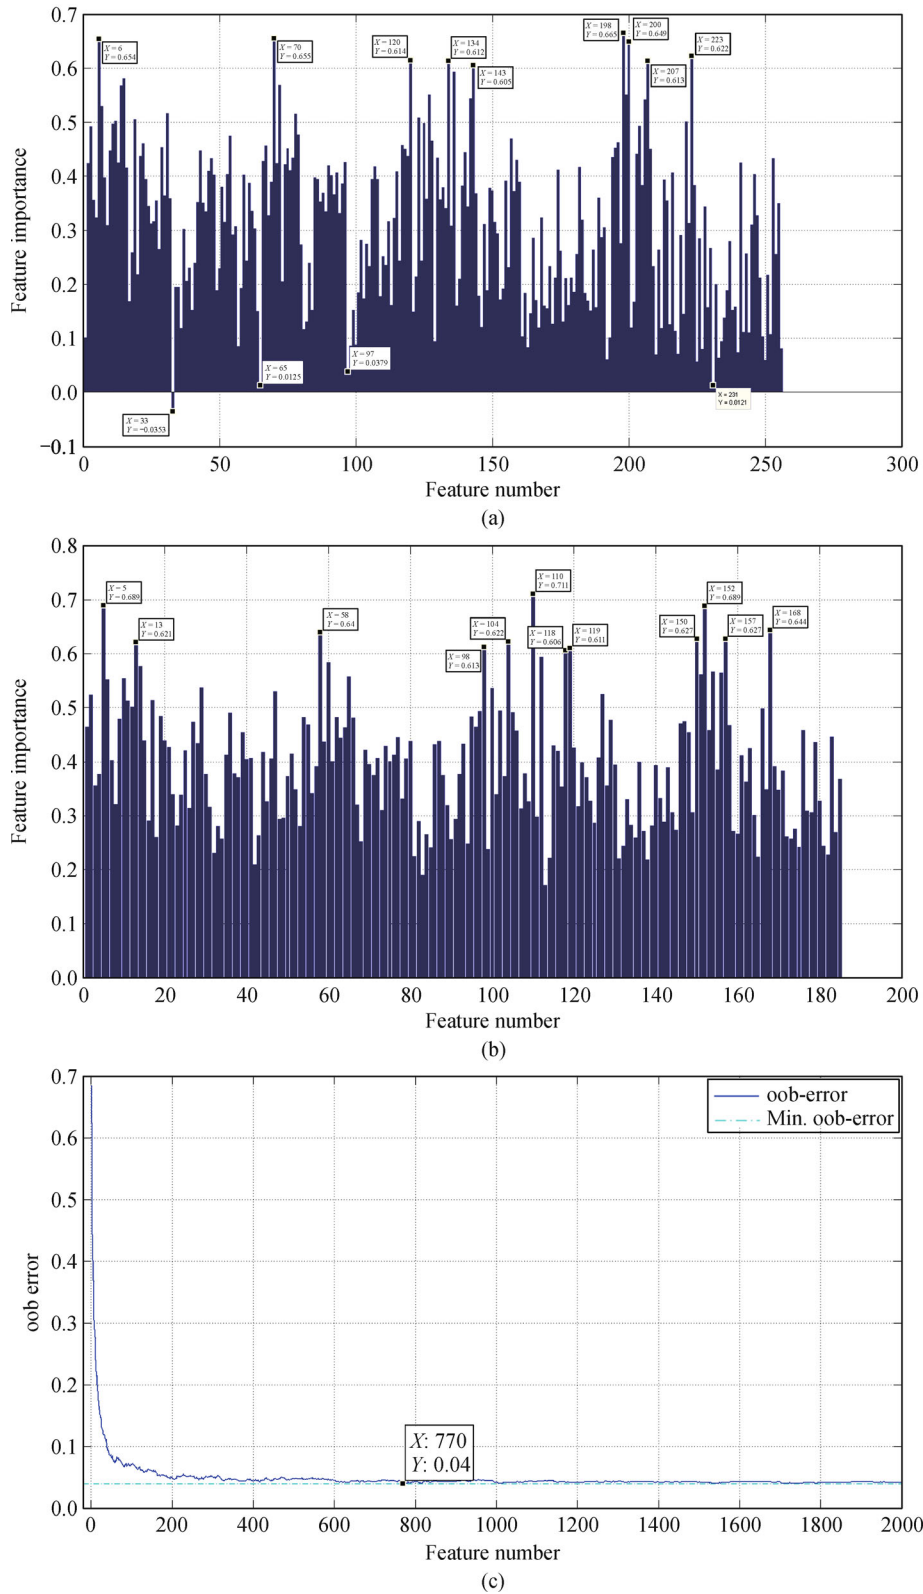 0.7
0.6
0.5
0.4
0.3
0.2
0.1
0.0
−0.1
Feature importance
X = 6
Y = 0.654
X = 70
Y = 0.655
X = 120
Y = 0.614
X = 134
Y = 0.612
X = 143
Y = 0.605
X = 198
Y = 0.665
X = 200
Y = 0.649
X = 207
Y = 0.613
X = 223
Y = 0.622
X = 33
Y = −0.0353
X = 65
Y = 0.0125
X = 97
Y = 0.0379
X = 231
Y = 0.0121
0 50 100 150 200 250 300
Feature number
(a)
0.8
0.7
0.6
0.5
0.4
0.3
0.2
0.1
0.0
Feature importance
X = 5
Y = 0.689
X = 13
Y = 0.621
X = 58
Y = 0.64
X = 98
Y = 0.613
X = 104
Y = 0.622
X = 110
Y = 0.711
X = 118
Y = 0.606
X = 119
Y = 0.611
X = 150
Y = 0.627
X = 152
Y = 0.689
X = 157
Y = 0.627
X = 168
Y = 0.644
0 20 40 60 80 100 120 140 160 180 200
Feature number
(b)
0.7
0.6
0.5
0.4
0.3
0.2
0.1
0.0
oob error
oob-error
Min. oob-error
X: 770
Y: 0.04
0 200 400 600 800 1000 1200 1400 1600 1800 2000
Feature number
(c)